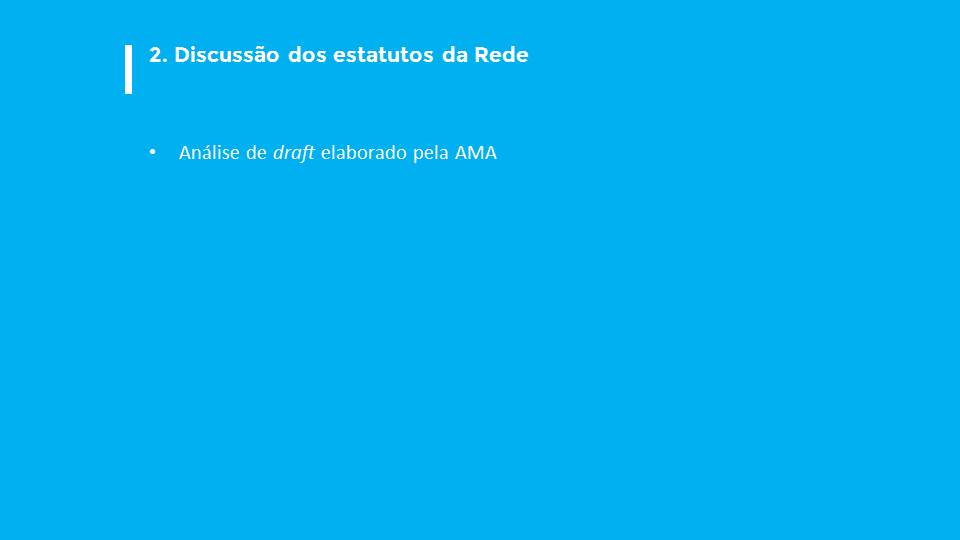 2. Discussão dos estatutos da Rede
• Análise de draft elaborado pela AMA